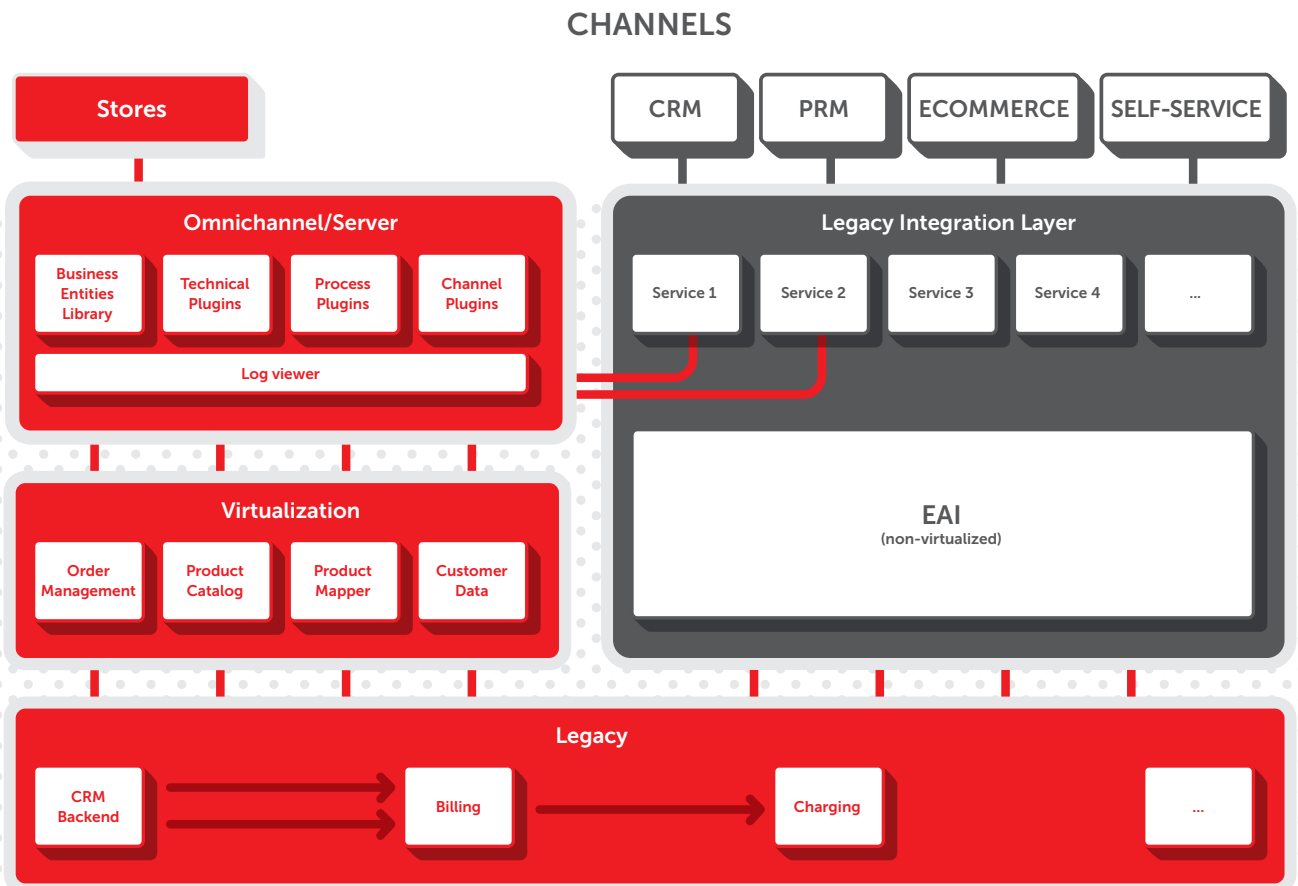 CHANNELS
Stores
CRM
PRM
ECOMMERCE
SELF-SERVICE
Omnichannel/Server
Business
Entities
Library
Technical
Plugins
Process
Plugins
Channel
Plugins
Log viewer
Legacy Integration Layer
Service 1
Service 2
Service 3
Service 4
...
EAI
(non-virtualized)
Virtualization
Order
Management
Product
Catalog
Product
Mapper
Customer
Data
Legacy
CRM
Backend
Billing
Charging
...